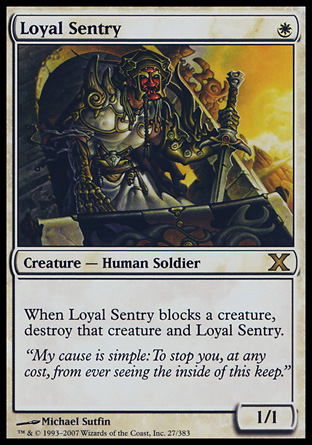 Loyal Sentry
Creature — Human Soldier
X
When Loyal Sentry blocks a creature,
destroy that creature and Loyal Sentry.
“My cause is simple: To stop you, at any
cost, from ever seeing the inside of this keep.”
Michael Sutfin
™ & © 1993–2007 Wizards of the Coast, Inc. 27/383
1/1